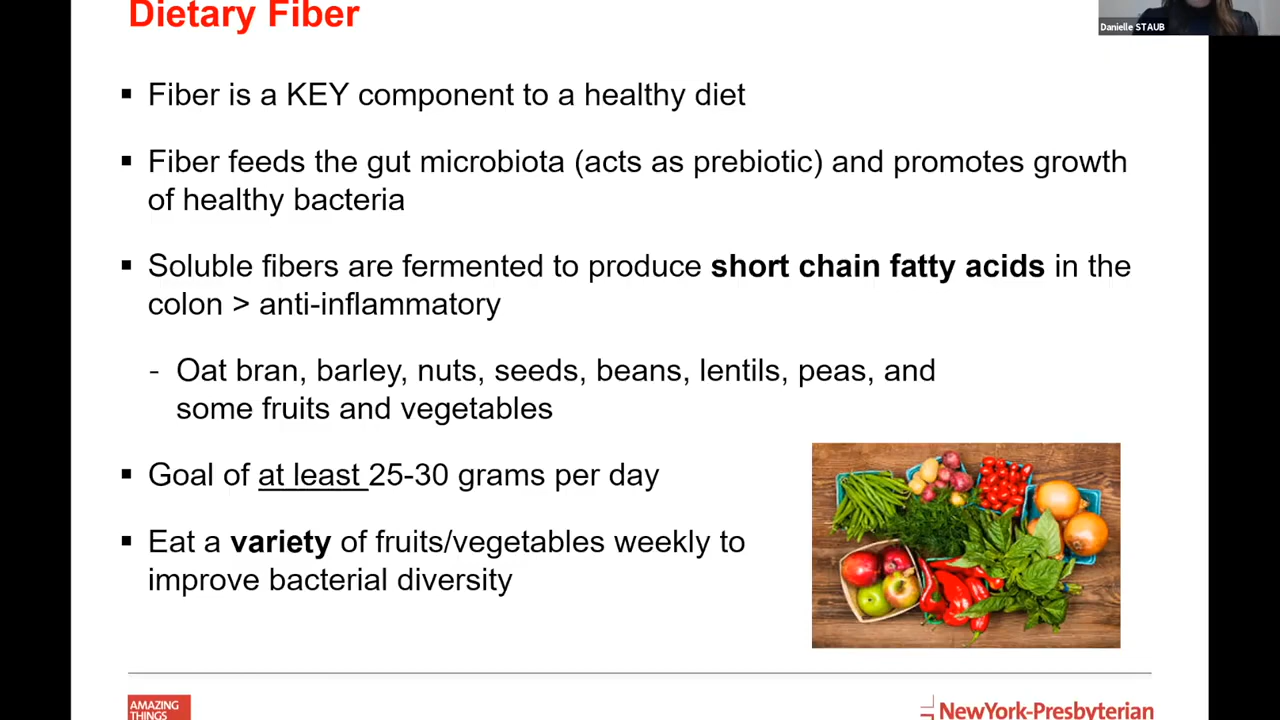 Dietary Fiber
Danielle STAUB
▪ Fiber is a KEY component to a healthy diet
▪ Fiber feeds the gut microbiota (acts as prebiotic) and promotes growth
of healthy bacteria
▪ Soluble fibers are fermented to produce short chain fatty acids in the
colon > anti-inflammatory
- Oat bran, barley, nuts, seeds, beans, lentils, peas, and
some fruits and vegetables
▪ Goal of at least 25-30 grams per day
▪ Eat a variety of fruits/vegetables weekly to
improve bacterial diversity
AMAZING
THINGS
NewYork-Presbyterian